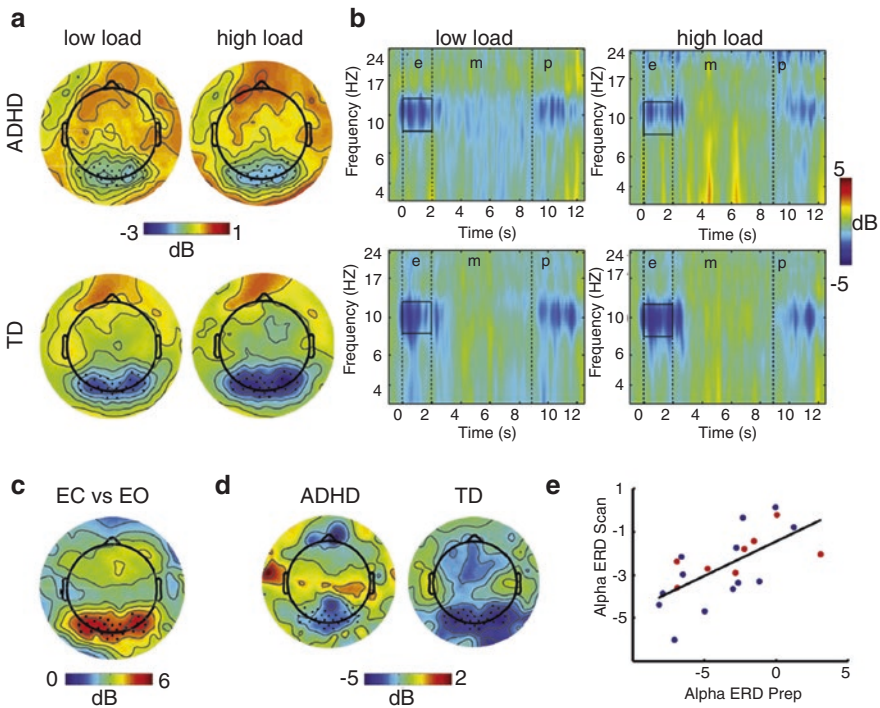 a
low load
high load
ADHD
-3
1
dB
TD
b
low load
high load
Frequency (HZ)
24
17
10
6
4
e
m
p
0 2 4 6 8 10 12
Time (s)
Frequency (HZ)
24
17
10
6
4
e
m
p
0 2 4 6 8 10 12
Time (s)
5
dB
-5
Frequency (HZ)
24
17
10
6
4
e
m
p
0 2 4 6 8 10 12
Time (s)
Frequency (HZ)
24
17
10
6
4
e
m
p
0 2 4 6 8 10 12
Time (s)
c
EC vs EO
0
6
dB
d
ADHD
TD
-5
2
dB
e
Alpha ERD Scan
1
-1
-3
-5
-5 0 5
Alpha ERD Prep